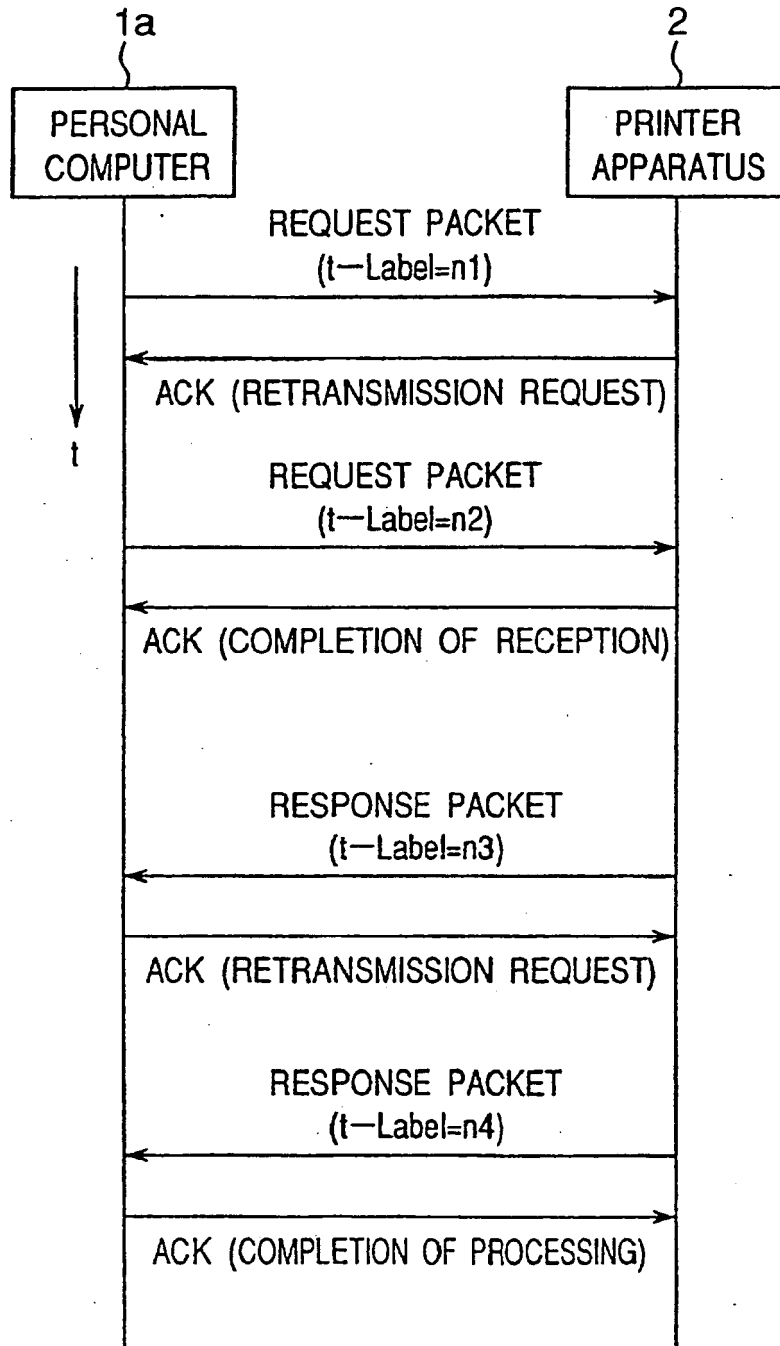 1a
2
PERSONAL
COMPUTER
PRINTER
APPARATUS
REQUEST PACKET
(t—Label=n1)
ACK (RETRANSMISSION REQUEST)
t
REQUEST PACKET
(t—Label=n2)
ACK (COMPLETION OF RECEPTION)
RESPONSE PACKET
(t—Label=n3)
ACK (RETRANSMISSION REQUEST)
RESPONSE PACKET
(t—Label=n4)
ACK (COMPLETION OF PROCESSING)